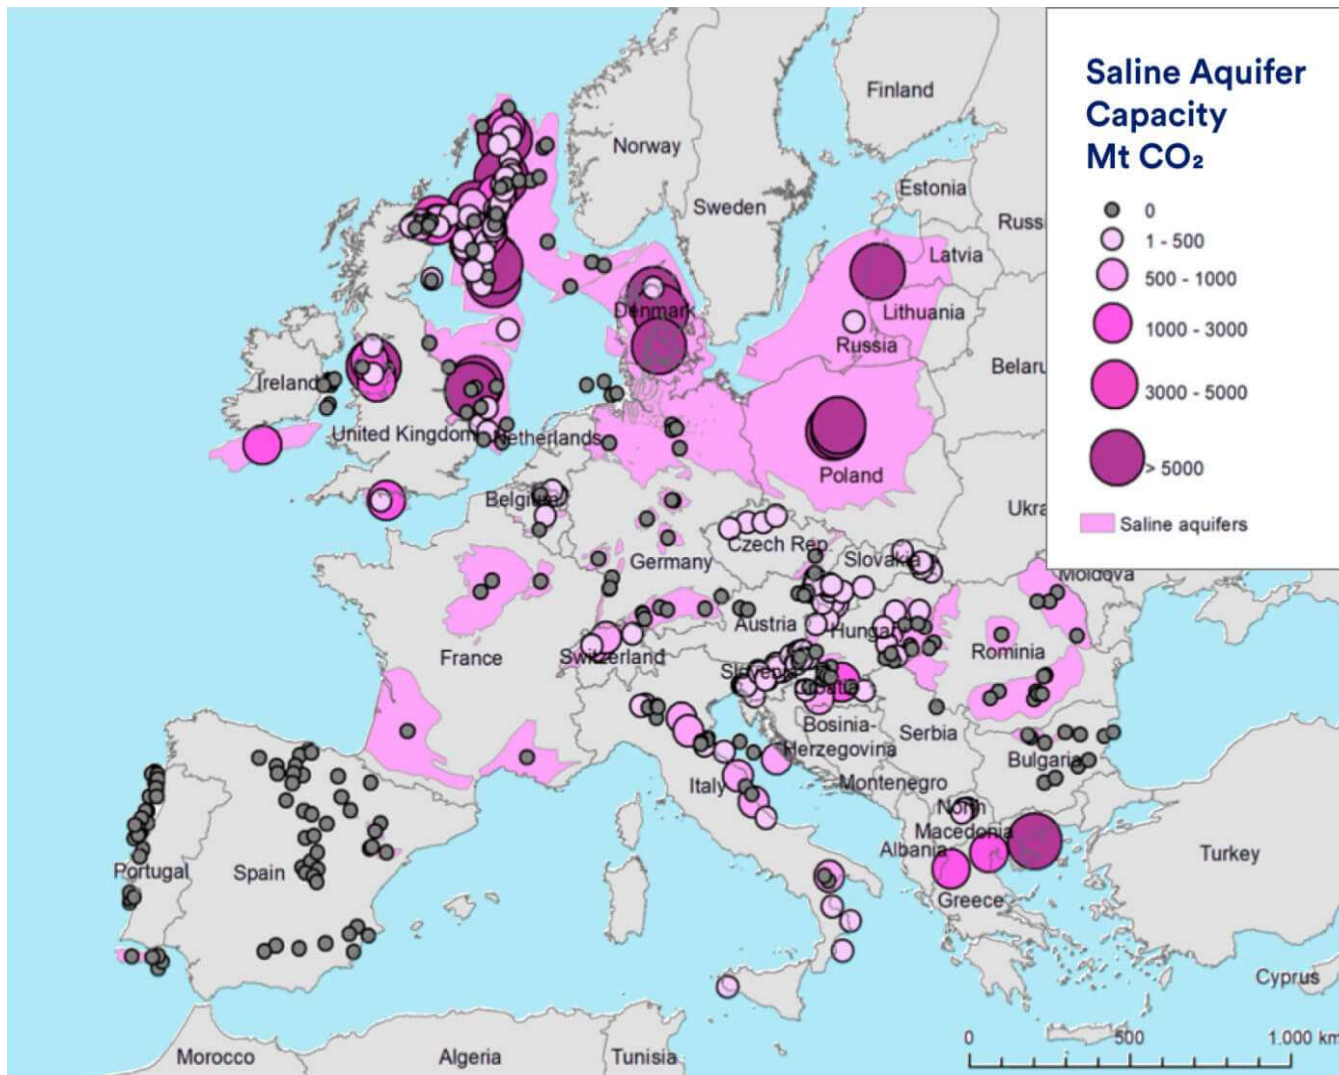 Saline Aquifer
Capacity
Mt CO₂
0
1 - 500
500 - 1000
1000 - 3000
3000 - 5000
> 5000
Saline aquifers
Finland
Norway
Estonia
Sweden
Russ
Latvia
Denmark
Lithuania
Russia
Belaru
Ireland
United Kingdom
Netherlands
Poland
Belgium
Ukra
Czech Rep.
Slovakia
Germany
Moldova
Austria
Hungary
France
Switzerland
Rominia
Slovenia
Croatia
Bosinia-
Herzegovina
Serbia
Bulgaria
Montenegro
Italy
North
Macedonia
Albania
Portugal
Spain
Turkey
Greece
Cyprus
Morocco
Algeria
Tunisia
0
500
1.000 km